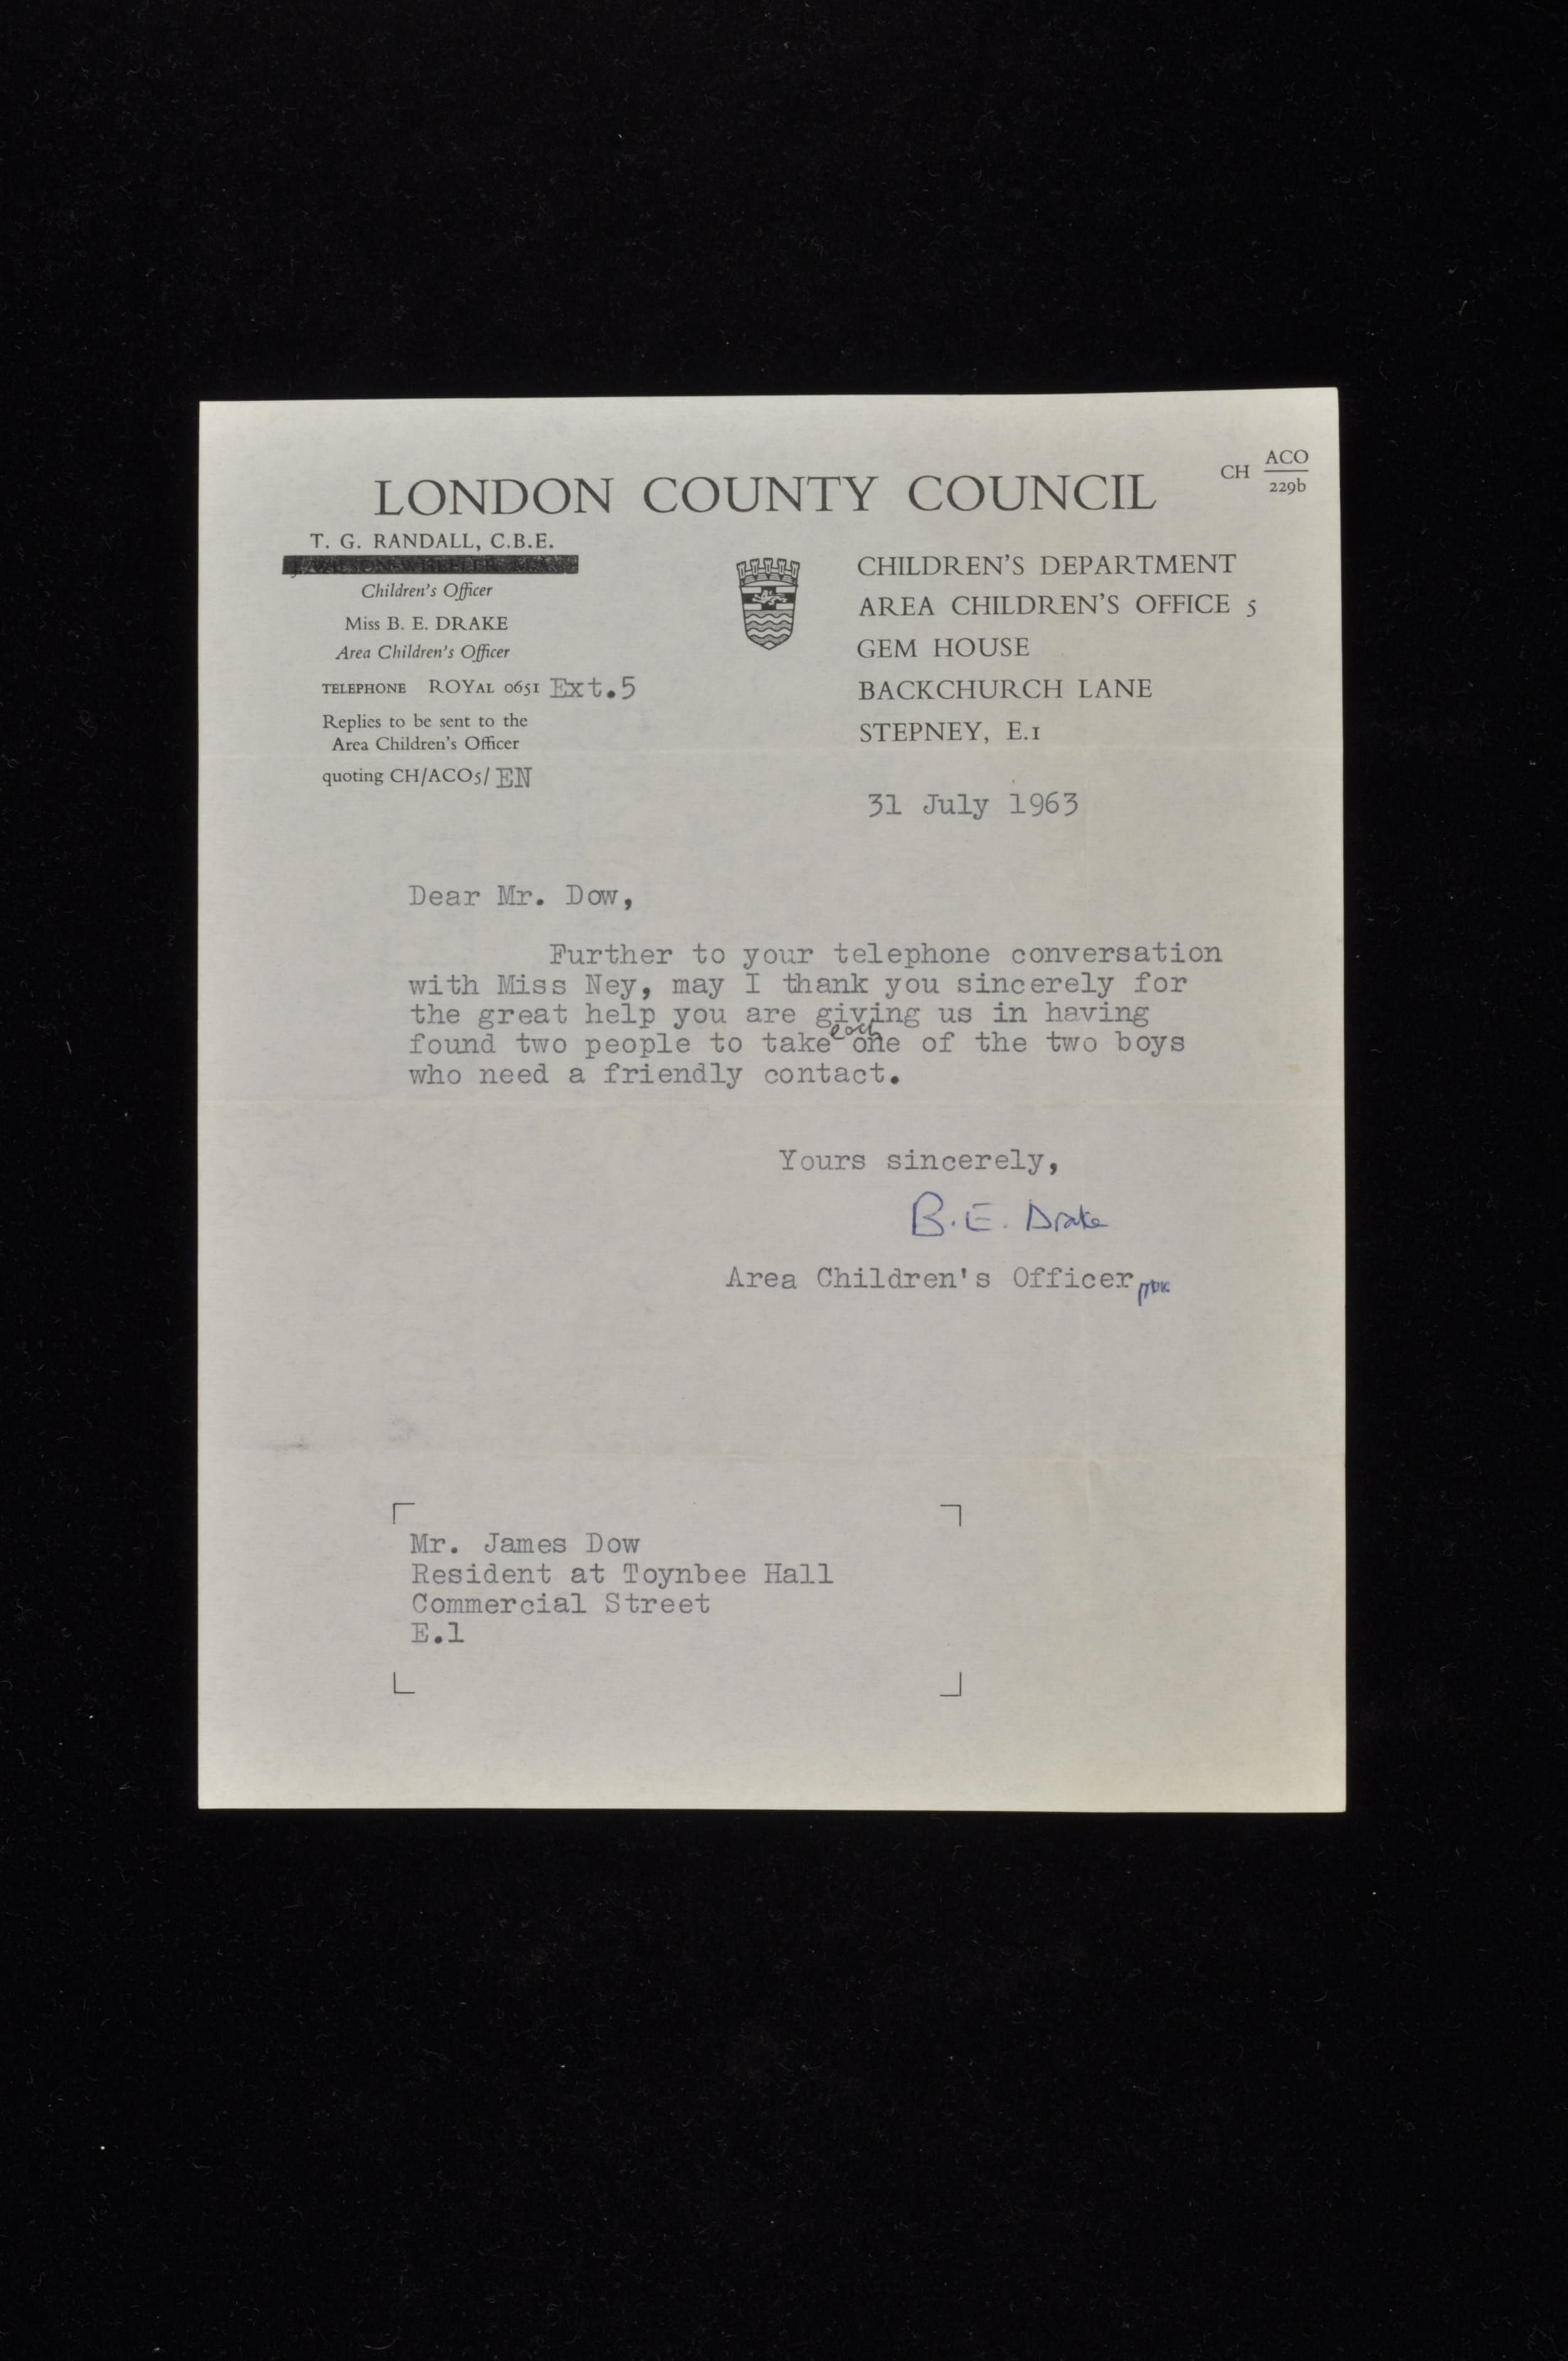 LONDON COUNTY COUNCIL
CH ACO
229b
T. G. RANDALL, C.B.E.
Children's Officer
Miss B. E. DRAKE
Area Children's Officer
TELEPHONE ROYAL 0651 Ext.5
Replies to be sent to the
Area Children's Officer
quoting CH/ACO5/ EN
CHILDREN'S DEPARTMENT
AREA CHILDREN'S OFFICE 5
GEM HOUSE
BACKCHURCH LANE
STEPNEY, E.1
31 July 1963
Dear Mr. Dow,
Further to your telephone conversation
with Miss Ney, may I thank you sincerely for
the great help you are giving us in having
found two people to take each one of the two boys
who need a friendly contact.
Yours sincerely,
B.E. Drake
Area Children's Officer
Mr. James Dow
Resident at Toynbee Hall
Commercial Street
E.1